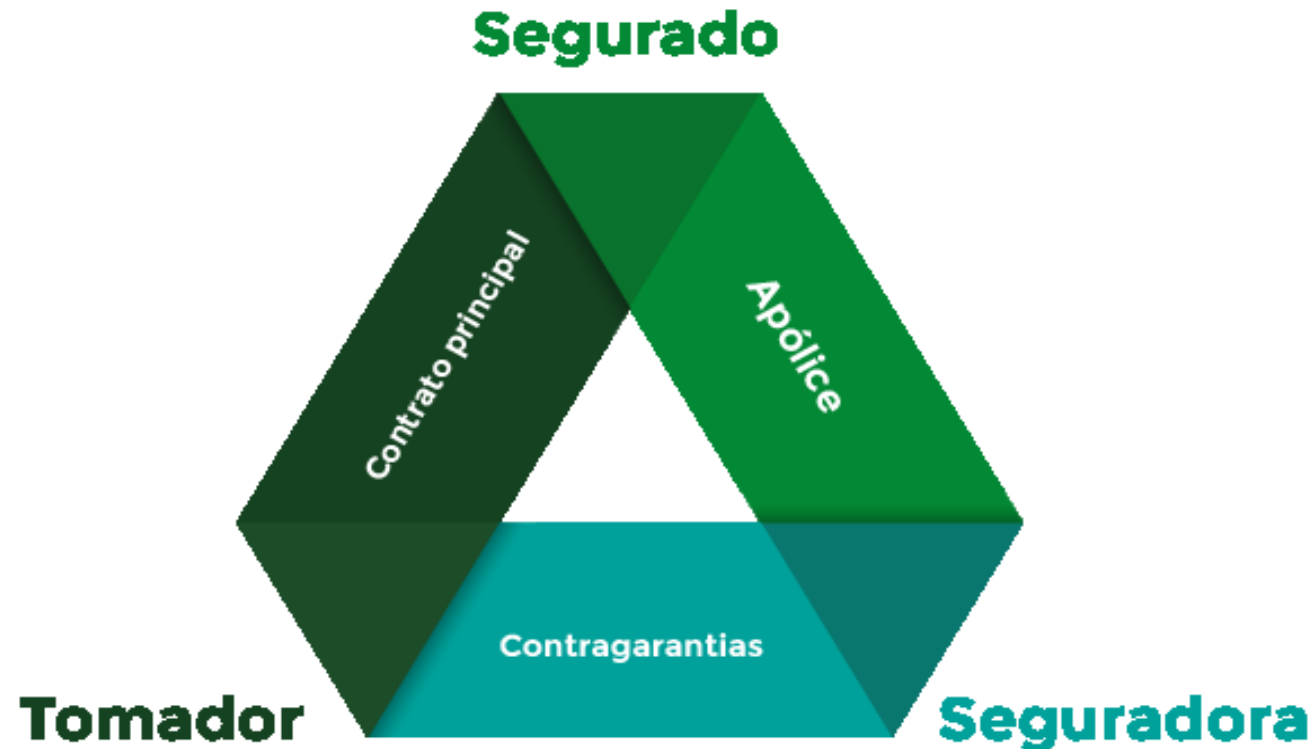 Segurado
Contrato principal
Apólice
Contragarantias
Tomador
Seguradora